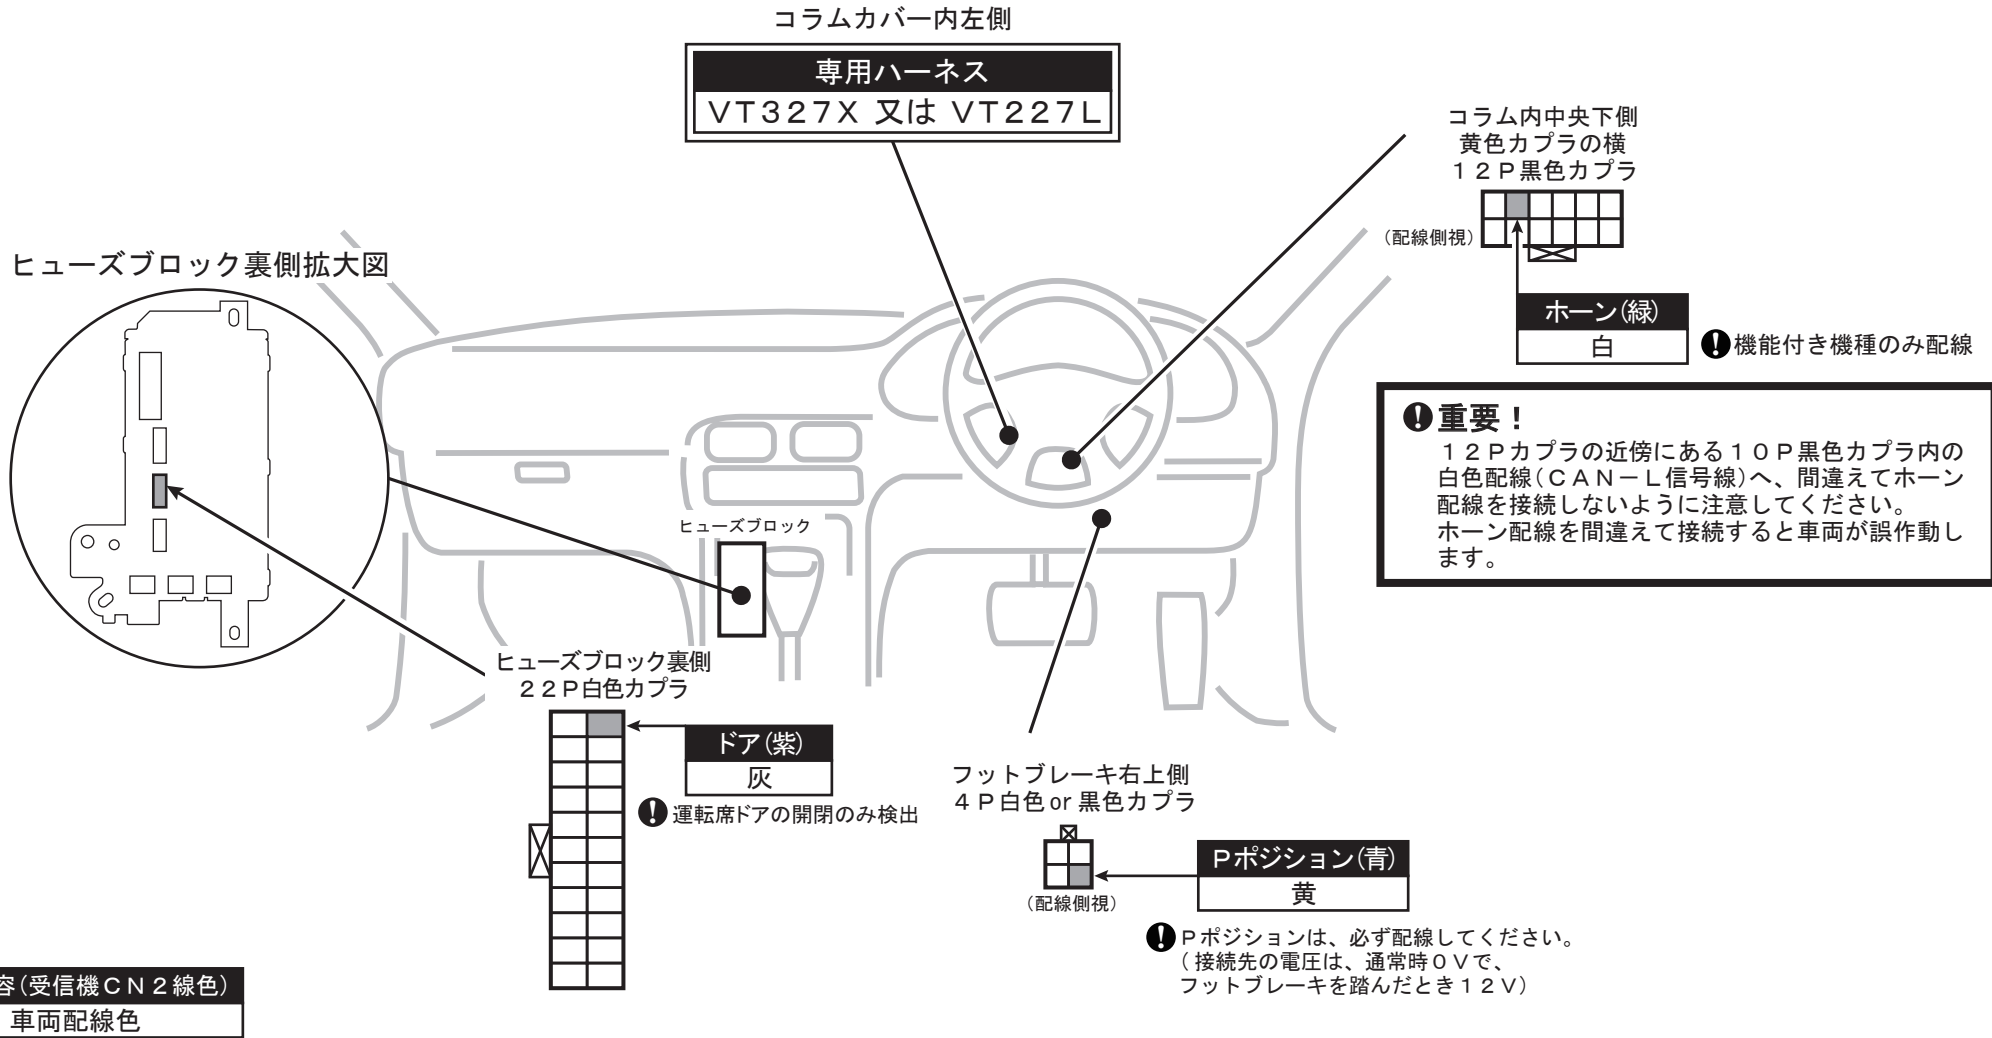 コラムカバー内左側
専用ハーネス
ＶＴ３２７Ｘ 又は ＶＴ２２７Ｌ
コラム内中央下側
黄色カプラの横
１２Ｐ黒色カプラ
（配線側視）
ホーン（緑）
白
機能付き機種のみ配線
重要！
１２Ｐカプラの近傍にある１０Ｐ黒色カプラ内の
白色配線（ＣＡＮ－Ｌ信号線）へ、間違えてホーン
配線を接続しないように注意してください。
ホーン配線を間違えて接続すると車両が誤作動し
ます。
ヒューズブロック裏側拡大図
ヒューズブロック
ヒューズブロック裏側
２２Ｐ白色カプラ
ドア（紫）
灰
運転席ドアの開閉のみ検出
フットブレーキ右上側
４Ｐ白色 or 黒色カプラ
（配線側視）
Ｐポジション（青）
黄
Ｐポジションは、必ず配線してください。
（接続先の電圧は、通常時０Ｖで、
フットブレーキを踏んだとき１２Ｖ）
容（受信機ＣＮ２線色）
車両配線色